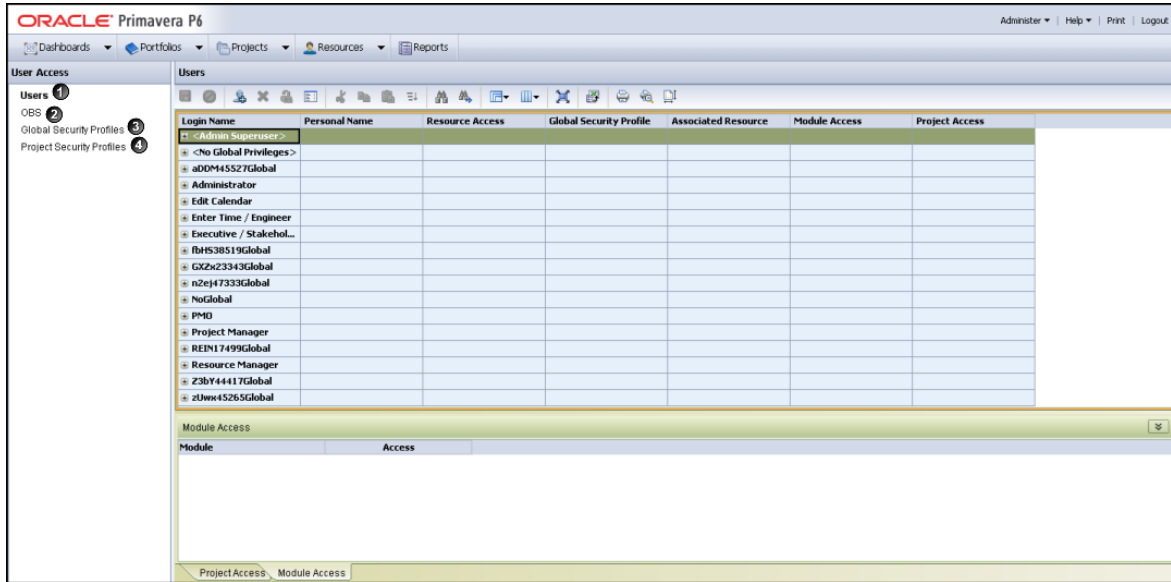 ORACLE Primavera P6
Administer | Help | Print | Logout
Dashboards Portfolios Projects Resources Reports
User Access
Users 1
OBS 2
Global Security Profiles 3
Project Security Profiles 4
Users
Login Name Personal Name Resource Access Global Security Profile Associated Resource Module Access Project Access
<Admin Superuser>
<No Global Privileges>
aDDM45527Global
Administrator
Edit Calendar
Enter Time / Engineer
Executive / Stakehol...
fbHS38519Global
GXZx23343Global
n2ej47333Global
NoGlobal
PMO
Project Manager
REIN17499Global
Resource Manager
Z3bY44417Global
zUwx45265Global
Module Access
Module Access
Project Access Module Access